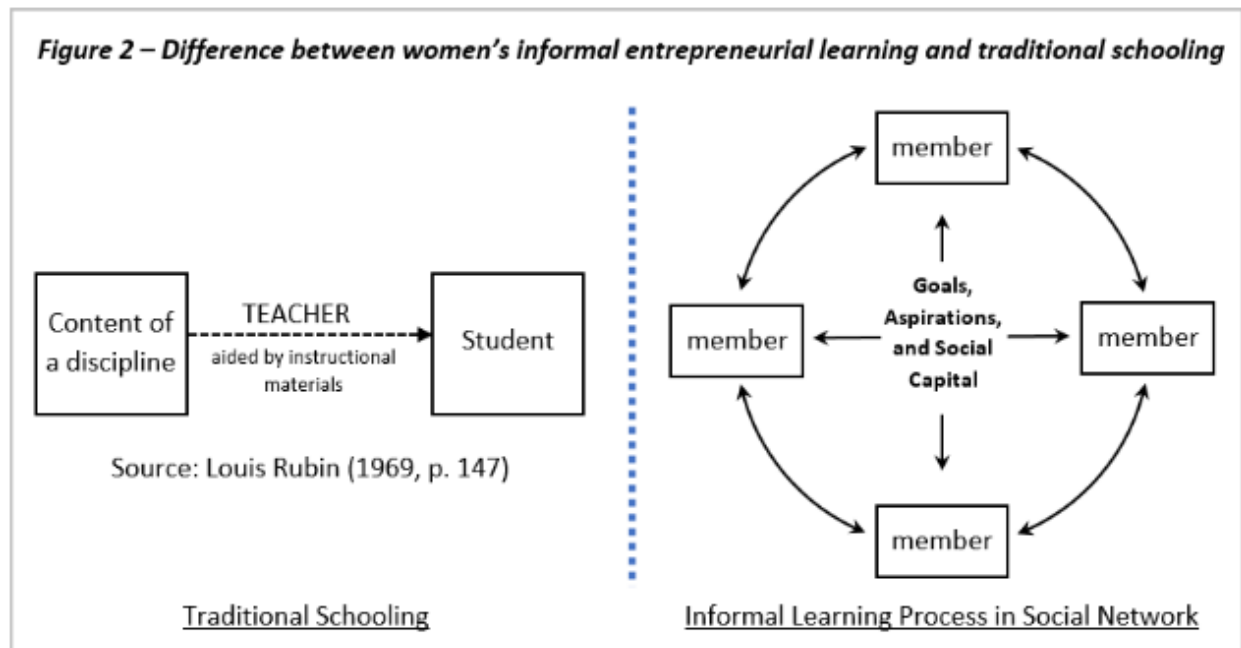 Figure 2 – Difference between women’s informal entrepreneurial learning and traditional schooling
Content of
a discipline
TEACHER
aided by instructional
materials
Student
Source: Louis Rubin (1969, p. 147)
Traditional Schooling
member
member
Goals,
Aspirations,
and Social
Capital
member
member
Informal Learning Process in Social Network